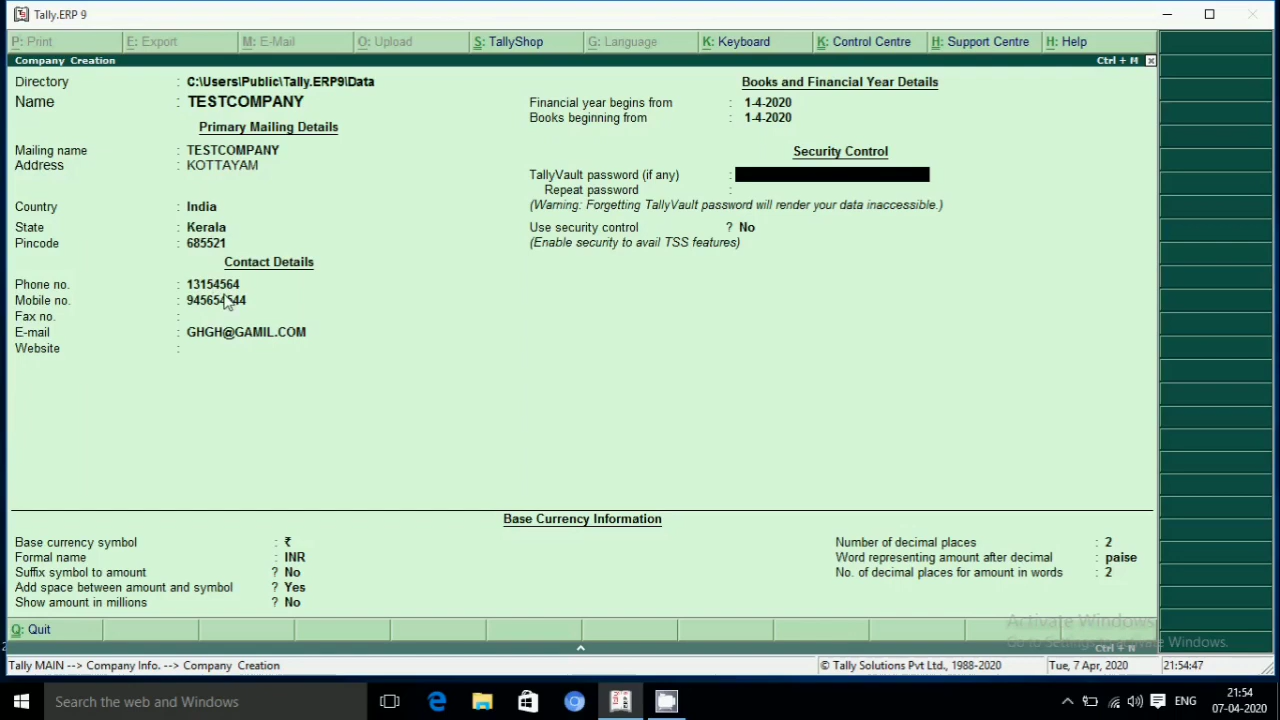 Tally.ERP 9
P: Print E: Export M: E-Mail O: Upload S: TallyShop G: Language K: Keyboard K: Control Centre H: Support Centre H: Help
Company Creation Ctrl + M
Directory : C:\Users\Public\Tally.ERP9\Data
Name : TESTCOMPANY
Primary Mailing Details
Mailing name : TESTCOMPANY
Address : KOTTAYAM
Country : India
State : Kerala
Pincode : 685521
Contact Details
Phone no. : 13154564
Mobile no. :
Fax no. :
E-mail : GHGH@GAMIL.COM
Website :
Books and Financial Year Details
Financial year begins from : 1-4-2020
Books beginning from : 1-4-2020
Security Control
TallyVault password (if any) :
Repeat password :
(Warning: Forgetting TallyVault password will render your data inaccessible.)
Use security control ? No
(Enable security to avail TSS features)
Base Currency Information
Base currency symbol : ₹
Formal name : INR
Suffix symbol to amount ? No
Add space between amount and symbol ? Yes
Show amount in millions ? No
Number of decimal places : 2
Word representing amount after decimal : paise
No. of decimal places for amount in words : 2
Activate Windows
Go to Settings to activate Windows.
Q: Quit
Ctrl + N
Tally MAIN --> Company Info. --> Company Creation © Tally Solutions Pvt Ltd., 1988-2020 Tue, 7 Apr, 2020 21:54:47
Search the web and Windows
ENG
21:54
07-04-2020